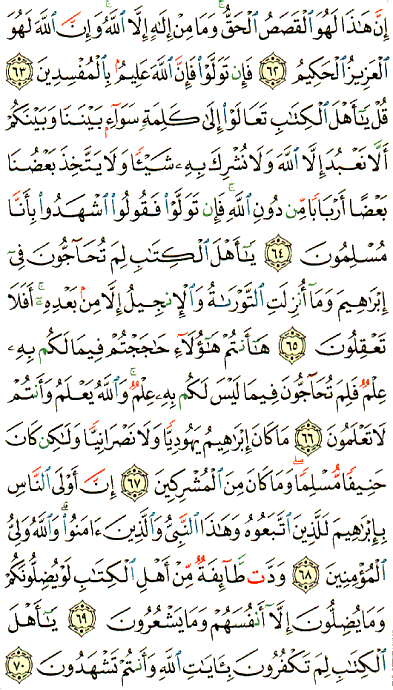 إِنَّ هَٰذَا لَهُوَ ٱلْقَصَصُ ٱلْحَقُّ ۚ وَمَا مِنْ إِلَٰهٍ إِلَّا ٱللَّهُ ۚ وَإِنَّ ٱللَّهَ لَهُوَ
ٱلْعَزِيزُ ٱلْحَكِيمُ ٦٢ فَإِن تَوَلَّوْا۟ فَإِنَّ ٱللَّهَ عَلِيمٌۢ بِٱلْمُفْسِدِينَ ٦٣
قُلْ يَٰٓأَهْلَ ٱلْكِتَٰبِ تَعَالَوْا۟ إِلَىٰ كَلِمَةٍ سَوَآءٍۭ بَيْنَنَا وَبَيْنَكُمْ
أَلَّا نَعْبُدَ إِلَّا ٱللَّهَ وَلَا نُشْرِكَ بِهِۦ شَيْـًٔا وَلَا يَتَّخِذَ بَعْضُنَا
بَعْضًا أَرْبَابًا مِّن دُونِ ٱللَّهِ ۚ فَإِن تَوَلَّوْا۟ فَقُولُوا۟ ٱشْهَدُوا۟ بِأَنَّا
مُسْلِمُونَ ٦٤ يَٰٓأَهْلَ ٱلْكِتَٰبِ لِمَ تُحَآجُّونَ فِىٓ
إِبْرَٰهِيمَ وَمَآ أُنزِلَتِ ٱلتَّوْرَىٰةُ وَٱلْإِنجِيلُ إِلَّا مِنۢ بَعْدِهِۦٓ ۚ أَفَلَا
تَعْقِلُونَ ٦٥ هَٰٓأَنتُمْ هَٰٓؤُلَآءِ حَٰجَجْتُمْ فِيمَا لَكُم بِهِۦ
عِلْمٌ فَلِمَ تُحَآجُّونَ فِيمَا لَيْسَ لَكُم بِهِۦ عِلْمٌ ۚ وَٱللَّهُ يَعْلَمُ وَأَنتُمْ
لَا تَعْلَمُونَ ٦٦ مَا كَانَ إِبْرَٰهِيمُ يَهُودِيًّا وَلَا نَصْرَانِيًّا وَلَٰكِن كَانَ
حَنِيفًا مُّسْلِمًا وَمَا كَانَ مِنَ ٱلْمُشْرِكِينَ ٦٧ إِنَّ أَوْلَى ٱلنَّاسِ
بِإِبْرَٰهِيمَ لَلَّذِينَ ٱتَّبَعُوهُ وَهَٰذَا ٱلنَّبِىُّ وَٱلَّذِينَ ءَامَنُوا۟ ۗ وَٱللَّهُ وَلِىُّ
ٱلْمُؤْمِنِينَ ٦٨ وَدَّت طَّآئِفَةٌ مِّنْ أَهْلِ ٱلْكِتَٰبِ لَوْ يُضِلُّونَكُمْ
وَمَا يُضِلُّونَ إِلَّآ أَنفُسَهُمْ وَمَا يَشْعُرُونَ ٦٩ يَٰٓأَهْلَ
ٱلْكِتَٰبِ لِمَ تَكْفُرُونَ بِـَٔايَٰتِ ٱللَّهِ وَأَنتُمْ تَشْهَدُونَ ٧٠